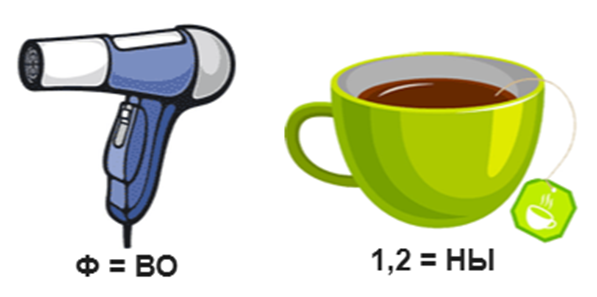 Ф = ВО
1,2 = НЫ